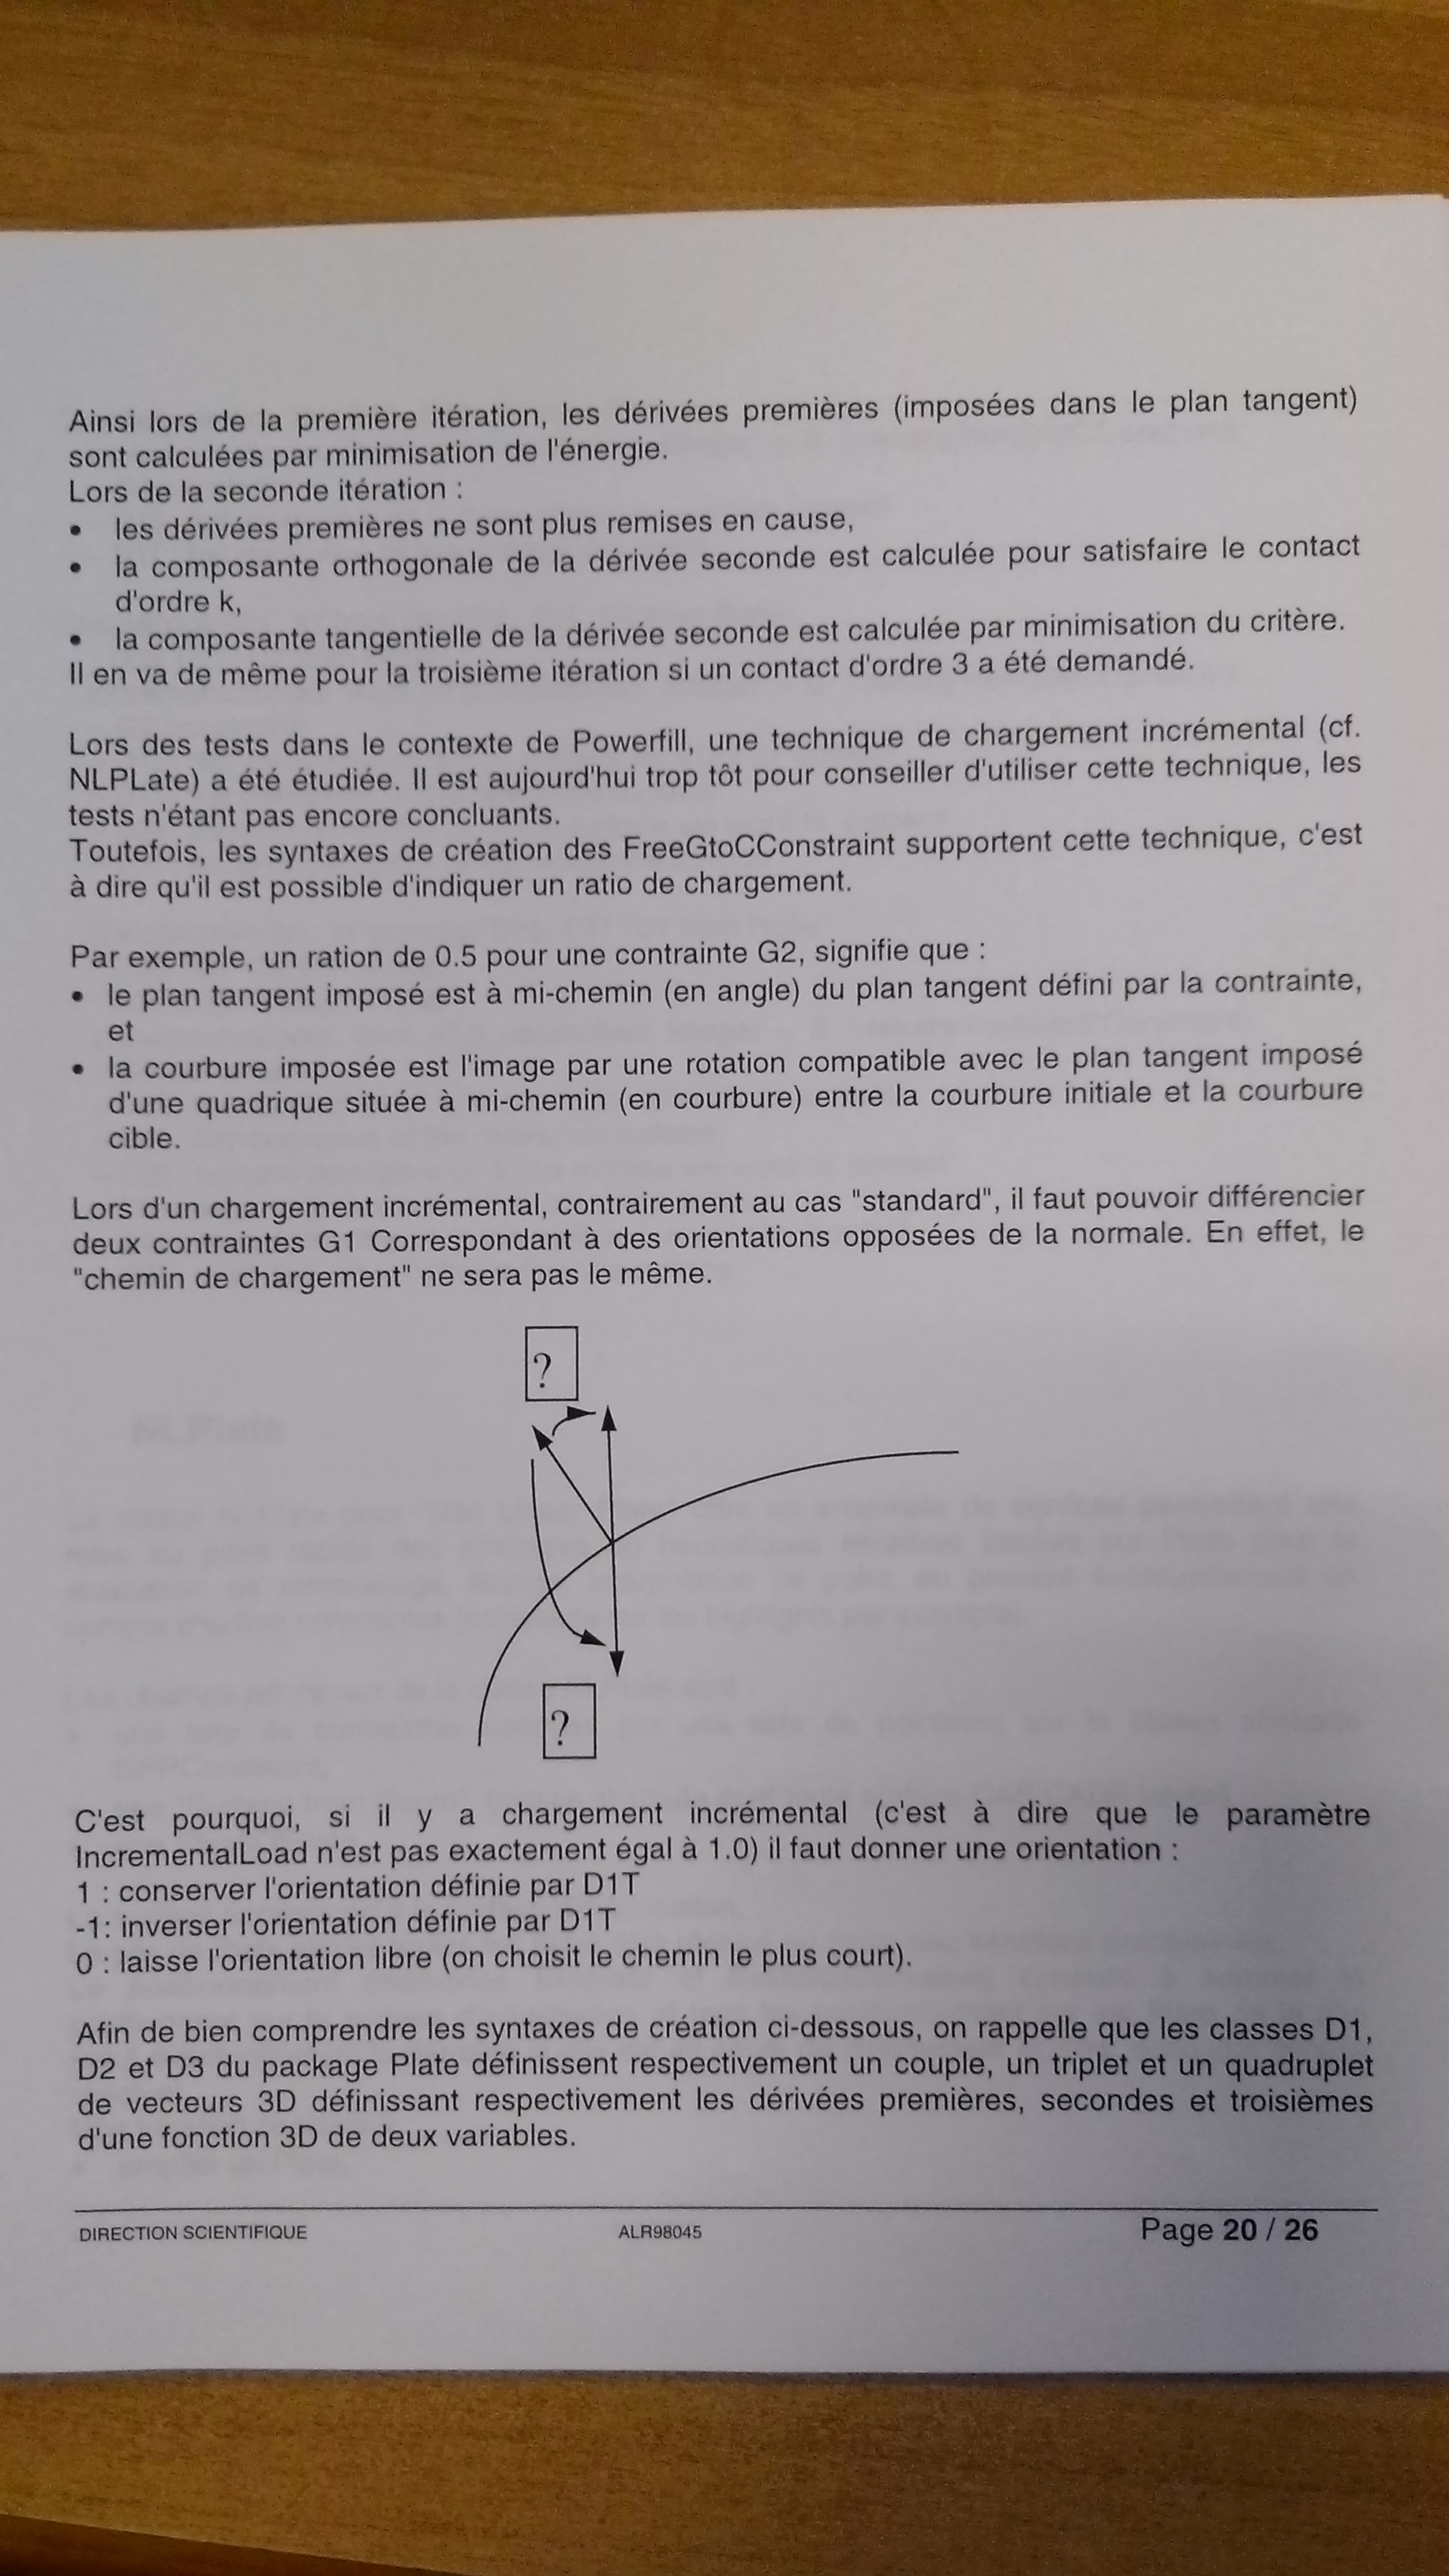 Ainsi lors de la première itération, les dérivées premières (imposées dans le plan tangent)
sont calculées par minimisation de l'énergie.
Lors de la seconde itération :
• les dérivées premières ne sont plus remises en cause,
• la composante orthogonale de la dérivée seconde est calculée pour satisfaire le contact
d'ordre k,
• la composante tangentielle de la dérivée seconde est calculée par minimisation du critère.
Il en va de même pour la troisième itération si un contact d'ordre 3 a été demandé.
Lors des tests dans le contexte de Powerfill, une technique de chargement incrémental (cf.
NLPLate) a été étudiée. Il est aujourd'hui trop tôt pour conseiller d'utiliser cette technique, les
tests n'étant pas encore concluants.
Toutefois, les syntaxes de création des FreeGtoCConstraint supportent cette technique, c'est
à dire qu'il est possible d'indiquer un ratio de chargement.
Par exemple, un ration de 0.5 pour une contrainte G2, signifie que :
• le plan tangent imposé est à mi-chemin (en angle) du plan tangent défini par la contrainte,
et
• la courbure imposée est l'image par une rotation compatible avec le plan tangent imposé
d'une quadrique située à mi-chemin (en courbure) entre la courbure initiale et la courbure
cible.
Lors d'un chargement incrémental, contrairement au cas "standard", il faut pouvoir différencier
deux contraintes G1 Correspondant à des orientations opposées de la normale. En effet, le
"chemin de chargement" ne sera pas le même.
?
?
C'est pourquoi, si il y a chargement incrémental (c'est à dire que le paramètre
IncrementalLoad n'est pas exactement égal à 1.0) il faut donner une orientation :
1 : conserver l'orientation définie par D1T
-1: inverser l'orientation définie par D1T
0 : laisse l'orientation libre (on choisit le chemin le plus court).
Afin de bien comprendre les syntaxes de création ci-dessous, on rappelle que les classes D1,
D2 et D3 du package Plate définissent respectivement un couple, un triplet et un quadruplet
de vecteurs 3D définissant respectivement les dérivées premières, secondes et troisièmes
d'une fonction 3D de deux variables.
DIRECTION SCIENTIFIQUE ALR98045 Page 20 / 26